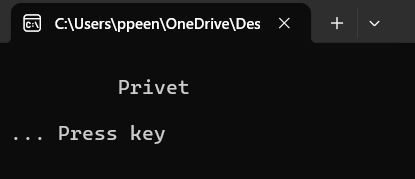 C:\Users\ppeen\OneDrive\Des
Privet
... Press key